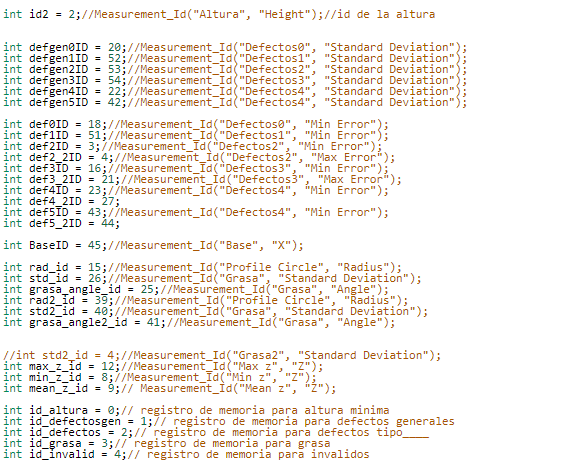 int id2 = 2;//Measurement_Id("Altura", "Height");//id de la altura
int defgen0ID = 20;//Measurement_Id("Defectos0", "Standard Deviation");
int defgen1ID = 52;//Measurement_Id("Defectos1", "Standard Deviation");
int defgen2ID = 53;//Measurement_Id("Defectos2", "Standard Deviation");
int defgen3ID = 54;//Measurement_Id("Defectos3", "Standard Deviation");
int defgen4ID = 22;//Measurement_Id("Defectos4", "Standard Deviation");
int defgen5ID = 42;//Measurement_Id("Defectos4", "Standard Deviation");
int def0ID = 18;//Measurement_Id("Defectos0", "Min Error");
int def1ID = 51;//Measurement_Id("Defectos1", "Min Error");
int def2ID = 3;//Measurement_Id("Defectos2", "Min Error");
int def2_2ID = 4;//Measurement_Id("Defectos2", "Max Error");
int def3ID = 16;//Measurement_Id("Defectos3", "Min Error");
int def3_2ID = 21;//Measurement_Id("Defectos3", "Max Error");
int def4ID = 23;//Measurement_Id("Defectos4", "Min Error");
int def4_2ID = 27;
int def5ID = 43;//Measurement_Id("Defectos4", "Min Error");
int def5_2ID = 44;
int BaseID = 45;//Measurement_Id("Base", "X");
int rad_id = 15;//Measurement_Id("Profile Circle", "Radius");
int std_id = 26;//Measurement_Id("Grasa", "Standard Deviation");
int grasa_angle_id = 25;//Measurement_Id("Grasa", "Angle");
int rad2_id = 39;//Measurement_Id("Profile Circle", "Radius");
int std2_id = 40;//Measurement_Id("Grasa", "Standard Deviation");
int grasa_angle2_id = 41;//Measurement_Id("Grasa", "Angle");
//int std2_id = 4;//Measurement_Id("Grasa2", "Standard Deviation");
int max_z_id = 12;//Measurement_Id("Max z", "Z");
int min_z_id = 8;//Measurement_Id("Min z", "Z");
int mean_z_id = 9;// Measurement_Id("Mean z", "Z");
int id_altura = 0;// registro de memoria para altura minima
int id_defectosgen = 1;// registro de memoria para defectos generales
int id_defectos = 2;// registro de memoria para defectos tipo____
int id_grasa = 3;// registro de memoria para grasa
int id_invalid = 4;// registro de memoria para invalidos